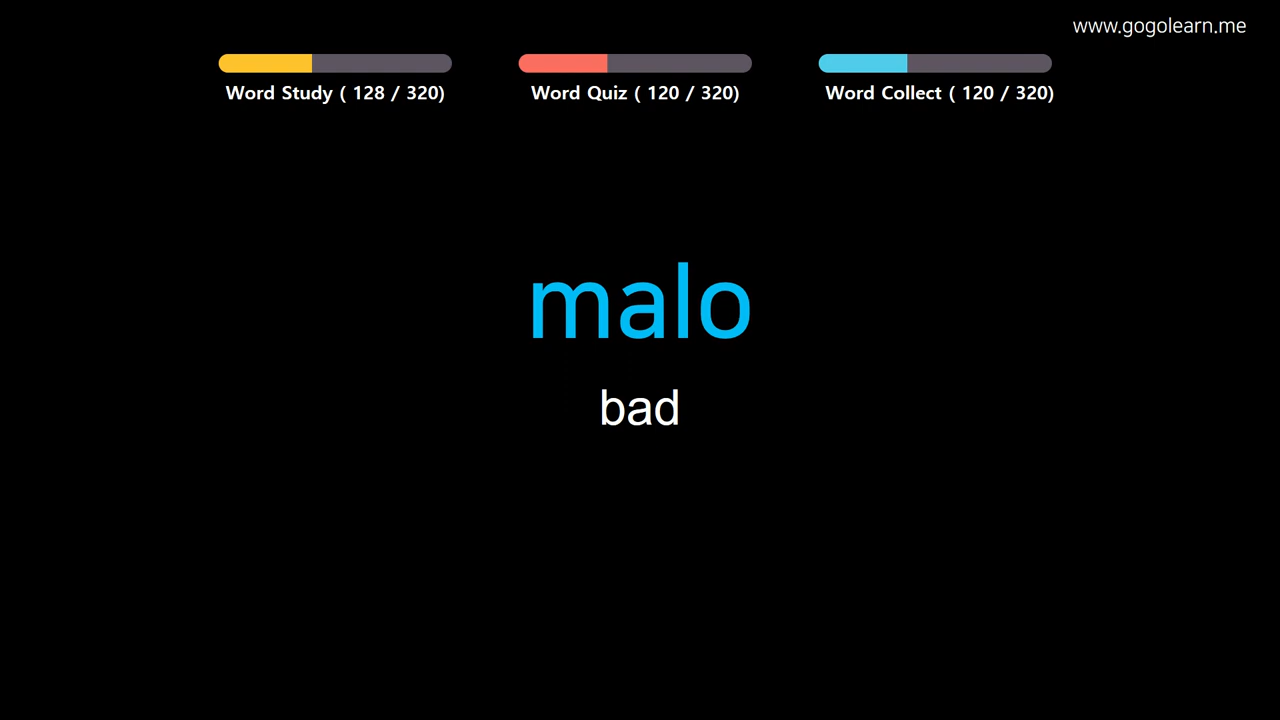 www.gogolearn.me
Word Study ( 128 / 320)
Word Quiz ( 120 / 320)
Word Collect ( 120 / 320)
malo
bad